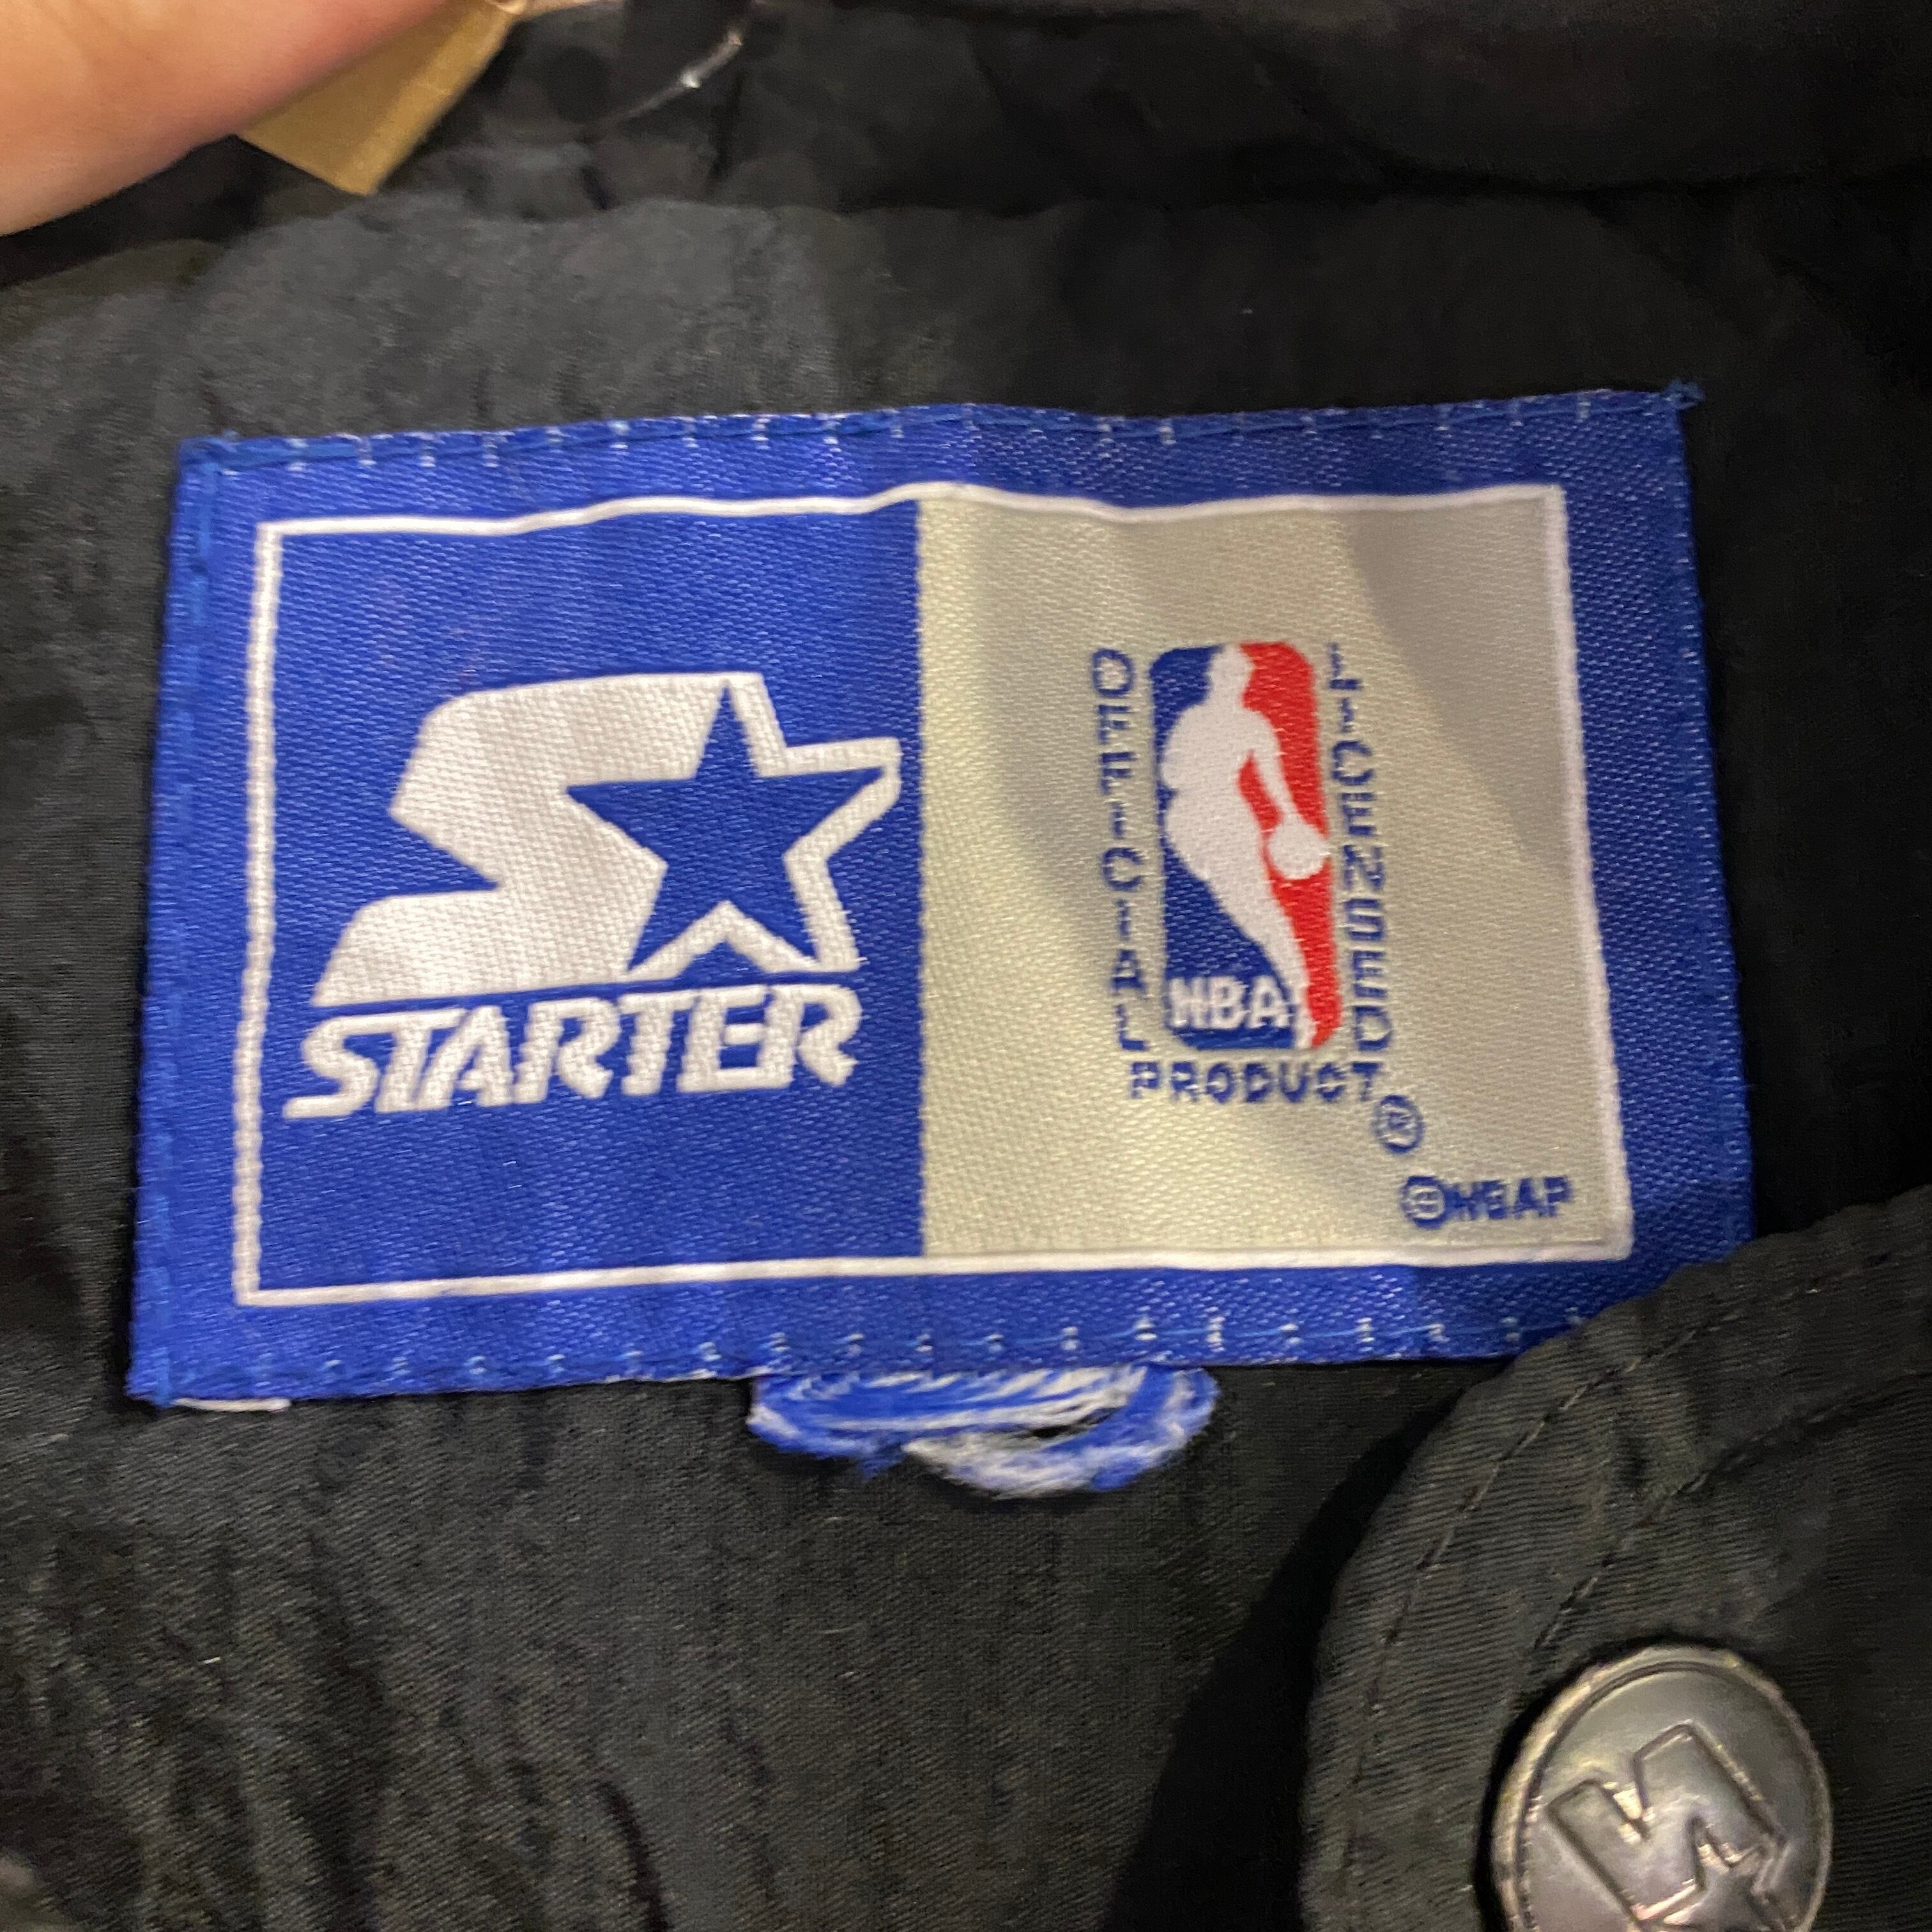 STARTER
OFFICIAL
NBA
LICENSED
PRODUCT®
©NBAP